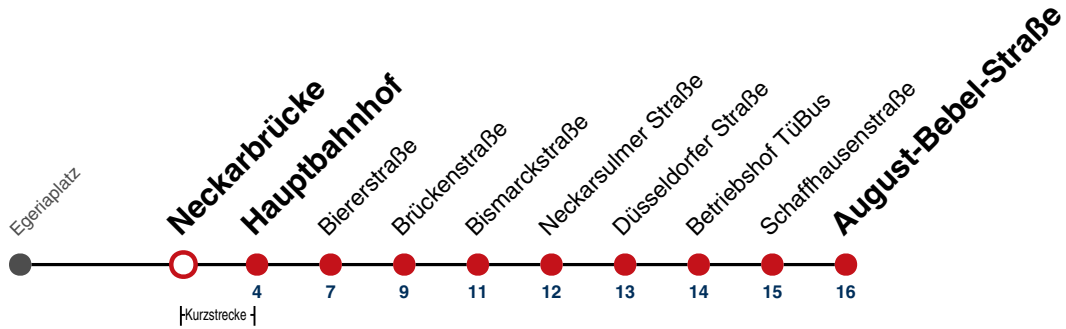 Egeriaplatz
Neckarbrücke
Hauptbahnhof
Biererstraße
Brückenstraße
Bismarckstraße
Neckarsulmer Straße
Düsseldorfer Straße
Betriebshof TüBus
Schaffhausenstraße
August-Bebel-Straße
4 7 9 11 12 13 14 15 16
Kurzstrecke